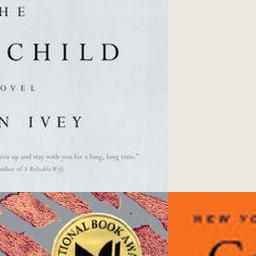 HE
CHILD
OVEL
N IVEY
you up and stay with you for a long, long time."
author of A Reliable Wife
TIONAL BOOK AWA
NEW YO